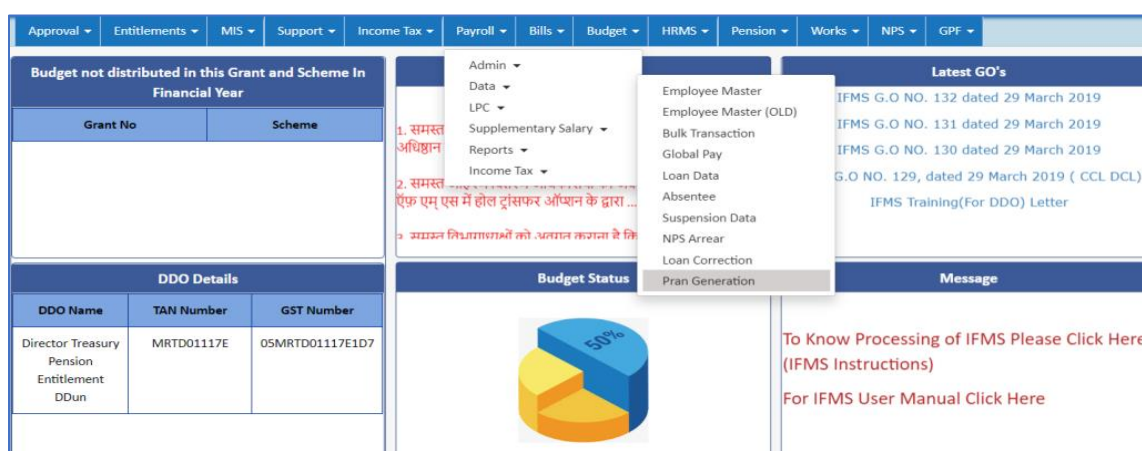 Approval Entitlements MIS Support Income Tax Payroll Bills Budget HRMS Pension Works NPS GPF
Budget not distributed in this Grant and Scheme In
Financial Year
Grant No Scheme
Admin
Data
LPC
Supplementary Salary
Reports
Income Tax
Employee Master
Employee Master (OLD)
Bulk Transaction
Global Pay
Loan Data
Absentee
Suspension Data
NPS Arrear
Loan Correction
Pran Generation
1. समस्त
अधिष्ठान
2. समस्त
ऍफ़ एम् एस में होल ट्रांसफर ऑप्शन के द्वारा ...
Latest GO's
IFMS G.O NO. 132 dated 29 March 2019
IFMS G.O NO. 131 dated 29 March 2019
IFMS G.O NO. 130 dated 29 March 2019
G.O NO. 129, dated 29 March 2019 ( CCL DCL)
IFMS Training(For DDO) Letter
DDO Details
DDO Name TAN Number GST Number
Director Treasury
Pension
Entitlement
DDun
MRTD01117E
05MRTD01117E1D7
Budget Status
50%
Message
To Know Processing of IFMS Please Click Here
(IFMS Instructions)
For IFMS User Manual Click Here